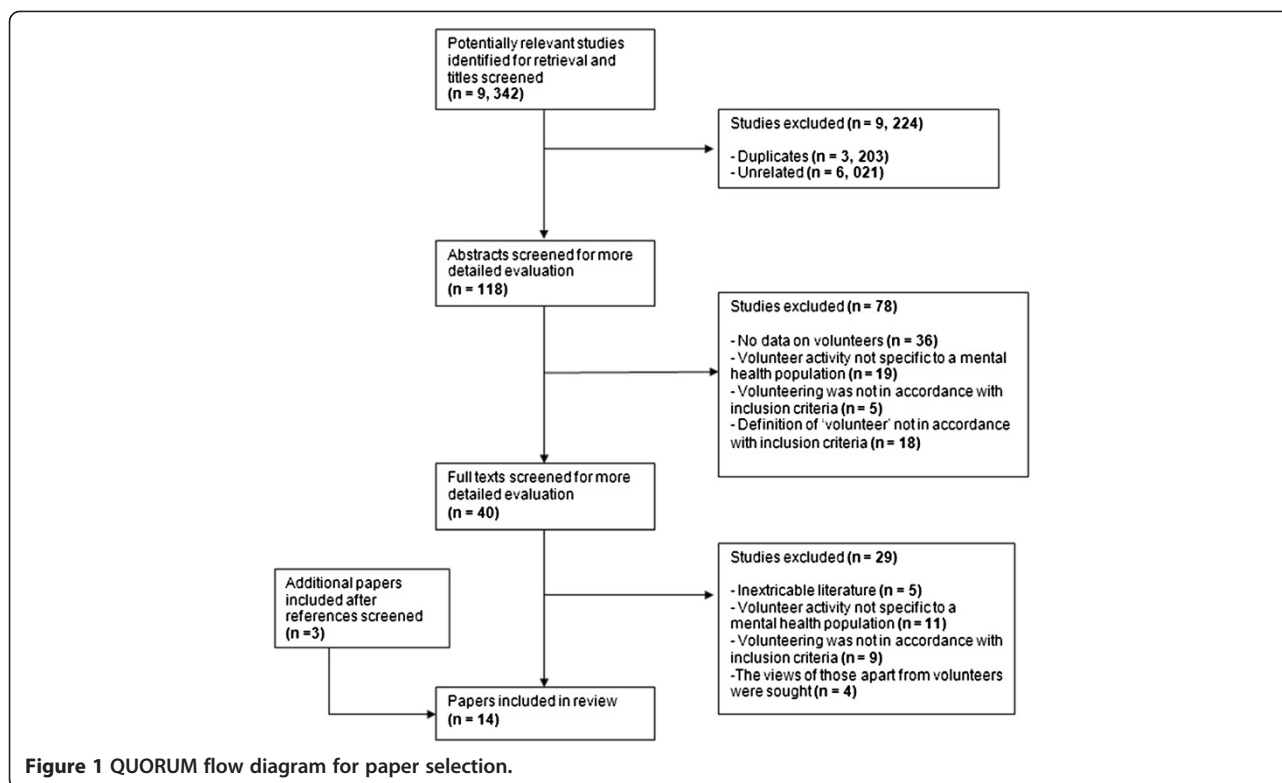 Potentially relevant studies
identified for retrieval and
titles screened
(n = 9, 342)
Studies excluded (n = 9, 224)
- Duplicates (n = 3, 203)
- Unrelated (n = 6, 021)
Abstracts screened for more
detailed evaluation
(n = 118)
Studies excluded (n = 78)
- No data on volunteers (n = 36)
- Volunteer activity not specific to a mental
health population (n = 19)
- Volunteering was not in accordance with
inclusion criteria (n = 5)
- Definition of 'volunteer' not in accordance
with inclusion criteria (n = 18)
Full texts screened for more
detailed evaluation
(n = 40)
Studies excluded (n = 29)
- Inextricable literature (n = 5)
- Volunteer activity not specific to a
mental health population (n = 11)
- Volunteering was not in accordance with
inclusion criteria (n = 9)
-The views of those apart from volunteers
were sought (n = 4)
Additional papers
included after
references screened
(n =3)
Papers included in review
(n = 14)
Figure 1 QUORUM flow diagram for paper selection.